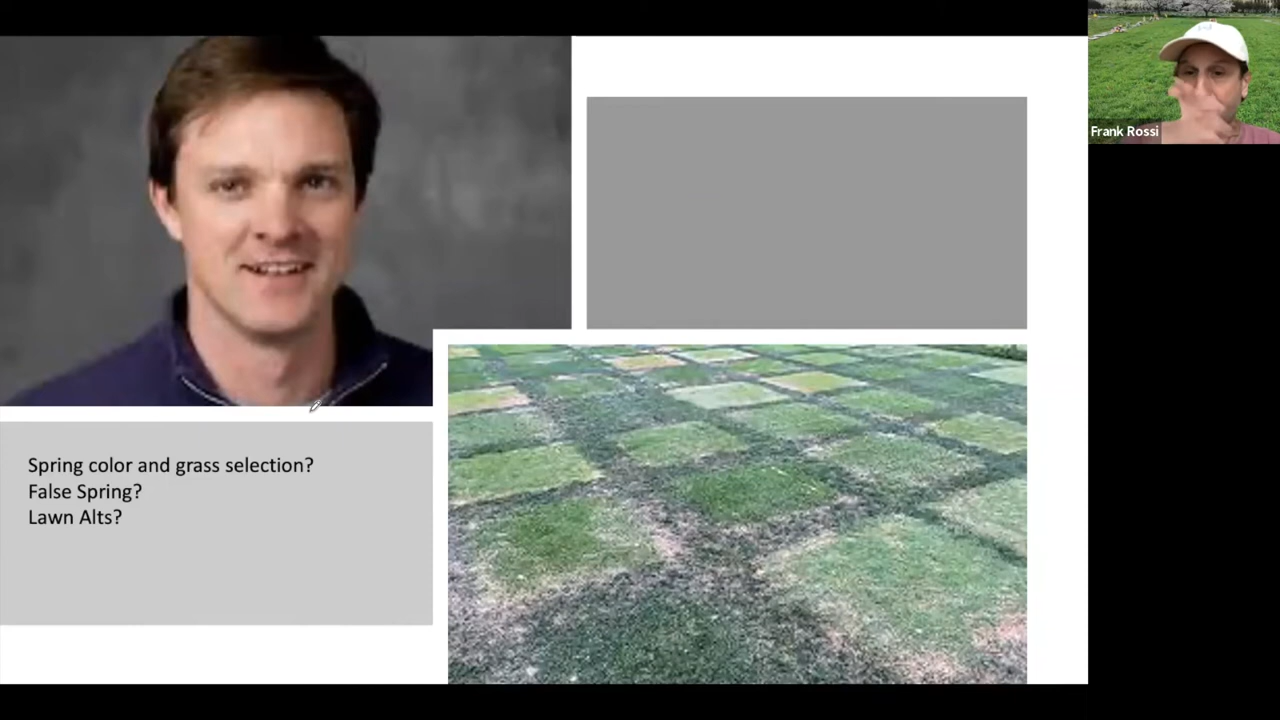 Frank Rossi
Spring color and grass selection?
False Spring?
Lawn Alts?